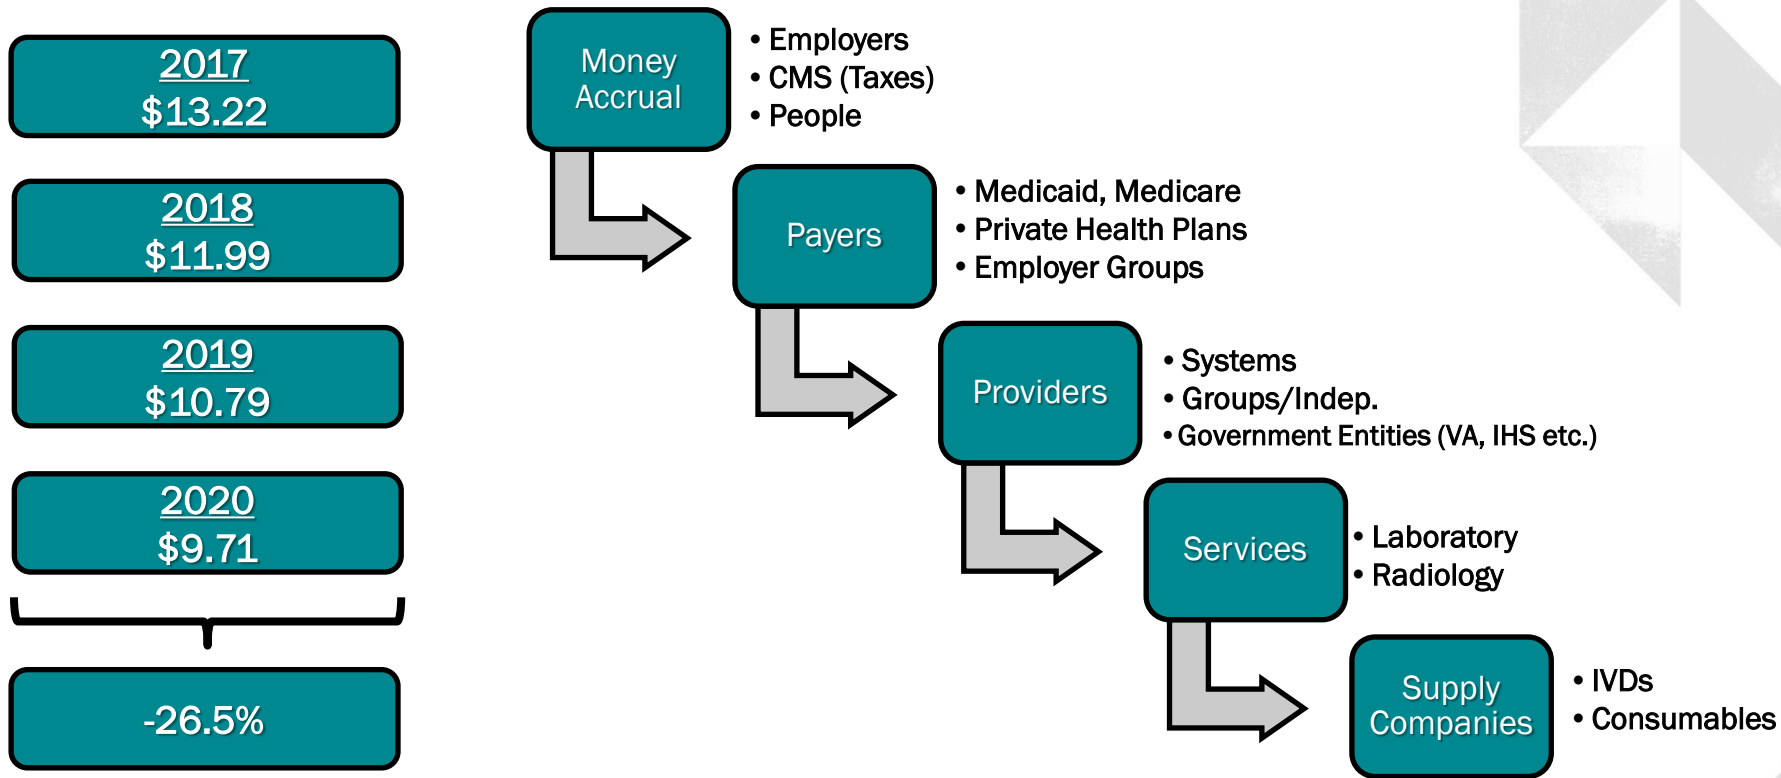 2017
$13.22
2018
$11.99
2019
$10.79
2020
$9.71
-26.5%
Money
Accrual
• Employers
• CMS (Taxes)
• People
Payers
• Medicaid, Medicare
• Private Health Plans
• Employer Groups
Providers
• Systems
• Groups/Indep.
• Government Entities (VA, IHS etc.)
Services
• Laboratory
• Radiology
Supply
Companies
• IVDs
• Consumables